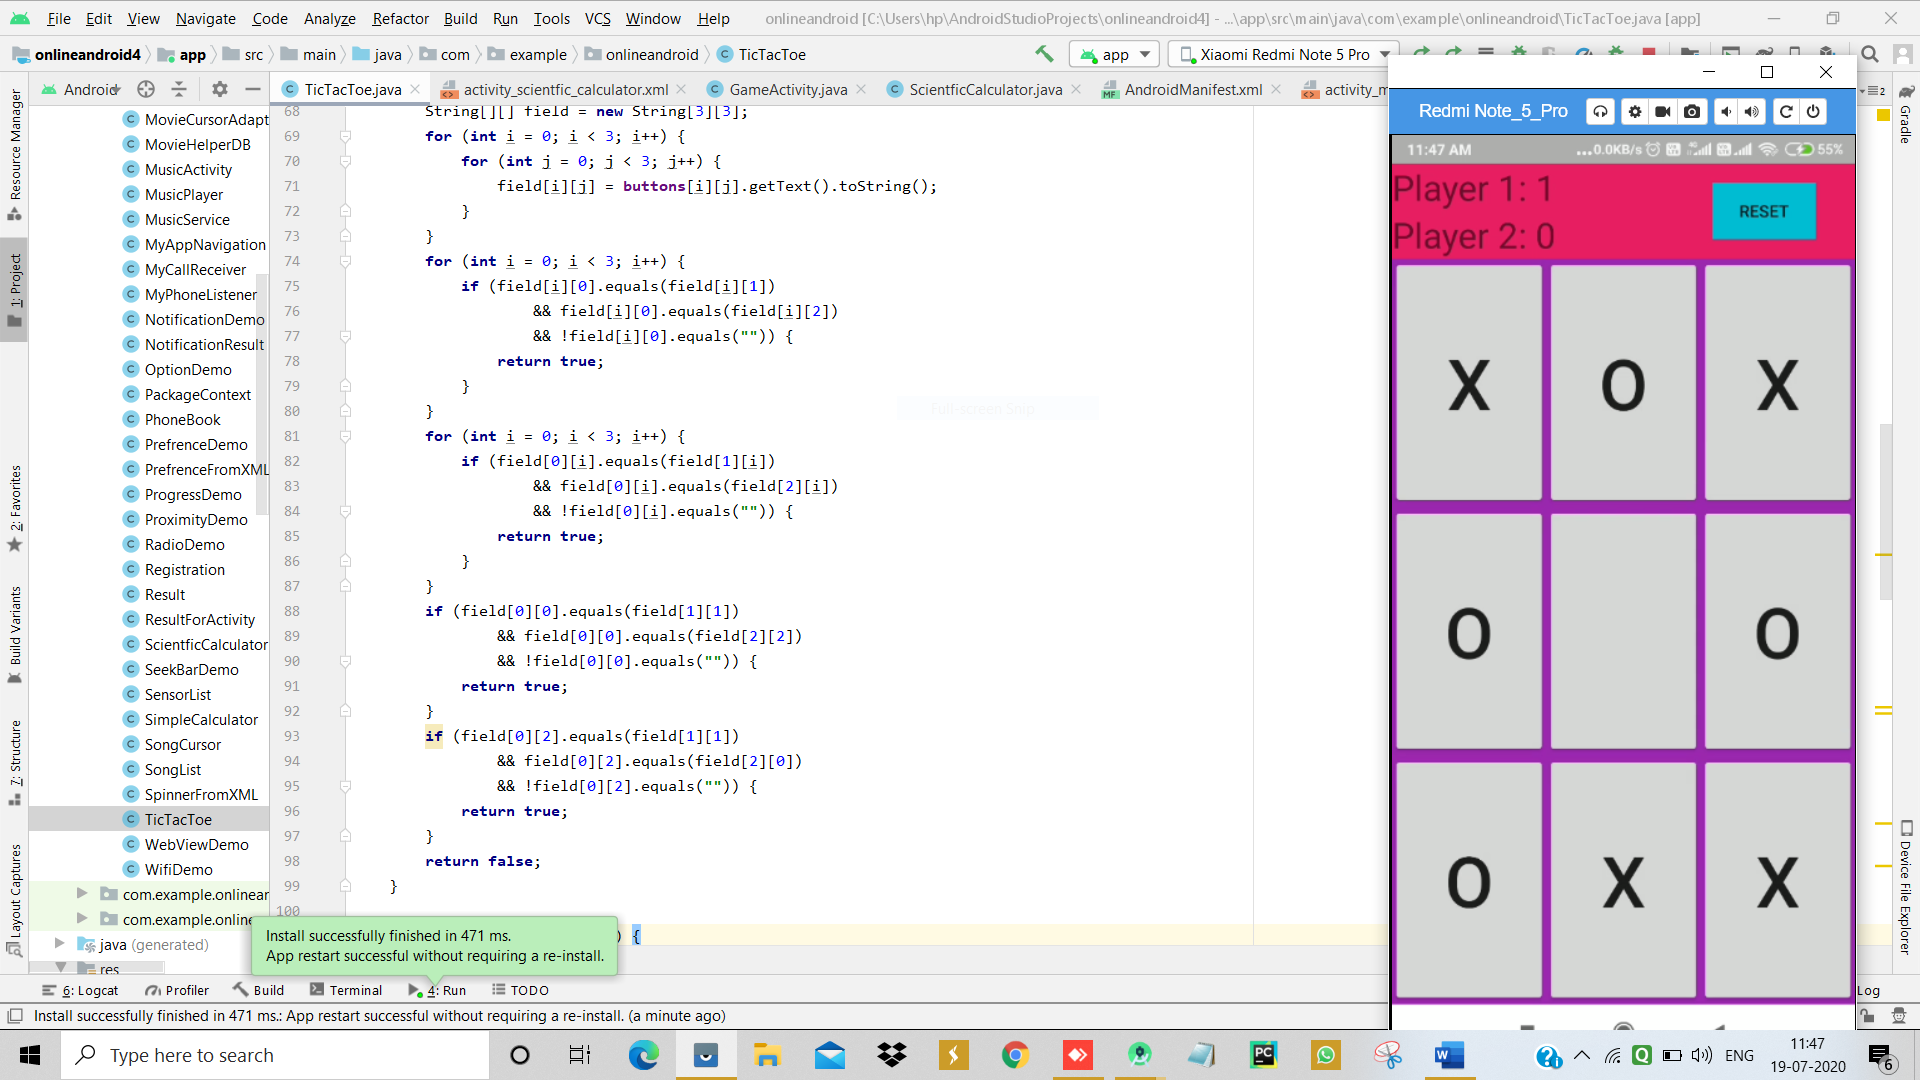 File Edit View Navigate Code Analyze Refactor Build Run Tools VCS Window Help onlineandroid [C:\Users\hp\AndroidStudioProjects\onlineandroid4] - ...\app\src\main\java\com\example\onlineandroid\TicTacToe.java [app]
onlineandroid4 app src main java com example onlineandroid TicTacToe app Xiaomi Redmi Note 5 Pro
Android TicTacToe.java activity_scientfic_calculator.xml GameActivity.java ScientficCalculator.java AndroidManifest.xml activity_m
Resource Manager
1: Project
2: Favorites
Build Variants
7: Structure
Layout Captures
MovieCursorAdapt
MovieHelperDB
MusicActivity
MusicPlayer
MusicService
MyAppNavigation
MyCallReceiver
MyPhoneListener
NotificationDemo
NotificationResult
OptionDemo
PackageContext
PhoneBook
PrefrenceDemo
PrefrenceFromXML
ProgressDemo
ProximityDemo
RadioDemo
Registration
Result
ResultForActivity
ScientficCalculator
SeekBarDemo
SensorList
SimpleCalculator
SongCursor
SongList
SpinnerFromXML
TicTacToe
WebViewDemo
WifiDemo
com.example.onlinear
com.example.online
java (generated)
res
68 String[][] field = new String[3][3];
69 for (int i = 0; i < 3; i++) {
70 for (int j = 0; j < 3; j++) {
71 field[i][j] = buttons[i][j].getText().toString();
72 }
73 }
74 for (int i = 0; i < 3; i++) {
75 if (field[i][0].equals(field[i][1])
76 && field[i][0].equals(field[i][2])
77 && !field[i][0].equals("")) {
78 return true;
79 }
80 }
81 for (int i = 0; i < 3; i++) {
82 if (field[0][i].equals(field[1][i])
83 && field[0][i].equals(field[2][i])
84 && !field[0][i].equals("")) {
85 return true;
86 }
87 }
88 if (field[0][0].equals(field[1][1])
89 && field[0][0].equals(field[2][2])
90 && !field[0][0].equals("")) {
91 return true;
92 }
93 if (field[0][2].equals(field[1][1])
94 && field[0][2].equals(field[2][0])
95 && !field[0][2].equals("")) {
96 return true;
97 }
98 return false;
99 }
100
) {
Full-screen Snip
Install successfully finished in 471 ms.
App restart successful without requiring a re-install.
Redmi Note_5_Pro
11:47 AM ...0.0KB/s 55%
Player 1: 1
Player 2: 0
RESET
X O X
O O
O X X
2
Gradle
Device File Explorer
6: Logcat Profiler Build Terminal 4: Run TODO Log
Install successfully finished in 471 ms.: App restart successful without requiring a re-install. (a minute ago)
Type here to search
PC
W
ENG
11:47
19-07-2020
6